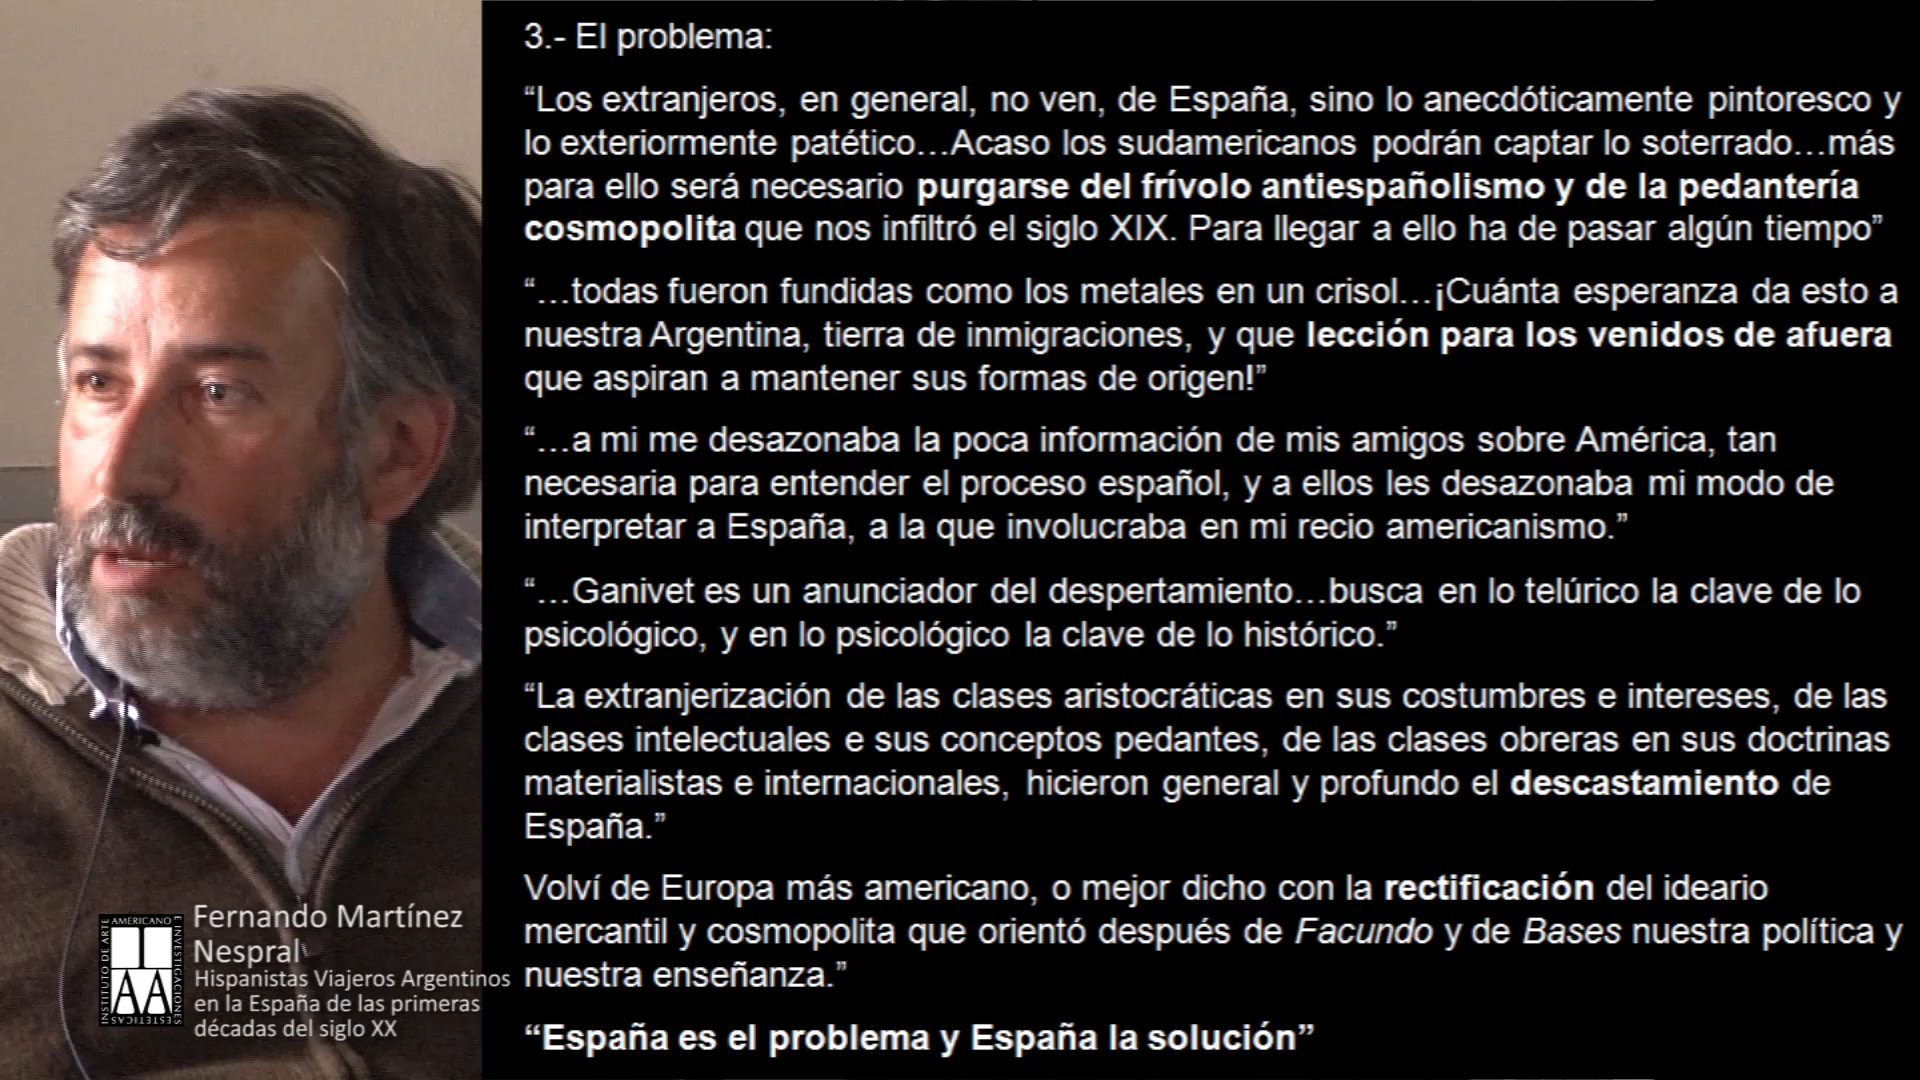 3.- El problema:
“Los extranjeros, en general, no ven, de España, sino lo anecdóticamente pintoresco y
lo exteriormente patético…Acaso los sudamericanos podrán captar lo soterrado…más
para ello será necesario purgarse del frívolo antiespañolismo y de la pedantería
cosmopolita que nos infiltró el siglo XIX. Para llegar a ello ha de pasar algún tiempo”
“…todas fueron fundidas como los metales en un crisol…¡Cuánta esperanza da esto a
nuestra Argentina, tierra de inmigraciones, y que lección para los venidos de afuera
que aspiran a mantener sus formas de origen!”
“…a mi me desazonaba la poca información de mis amigos sobre América, tan
necesaria para entender el proceso español, y a ellos les desazonaba mi modo de
interpretar a España, a la que involucraba en mi recio americanismo.”
“…Ganivet es un anunciador del despertamiento…busca en lo telúrico la clave de lo
psicológico, y en lo psicológico la clave de lo histórico.”
“La extranjerización de las clases aristocráticas en sus costumbres e intereses, de las
clases intelectuales e sus conceptos pedantes, de las clases obreras en sus doctrinas
materialistas e internacionales, hicieron general y profundo el descastamiento de
España.”
Volví de Europa más americano, o mejor dicho con la rectificación del ideario
mercantil y cosmopolita que orientó después de Facundo y de Bases nuestra política y
nuestra enseñanza.”
“España es el problema y España la solución”
INSTITUTO DE ARTE
AMERICANO
E INVESTIGACIONES
ESTETICAS
AA
Fernando Martínez
Nespral
Hispanistas Viajeros Argentinos
en la España de las primeras
décadas del siglo XX